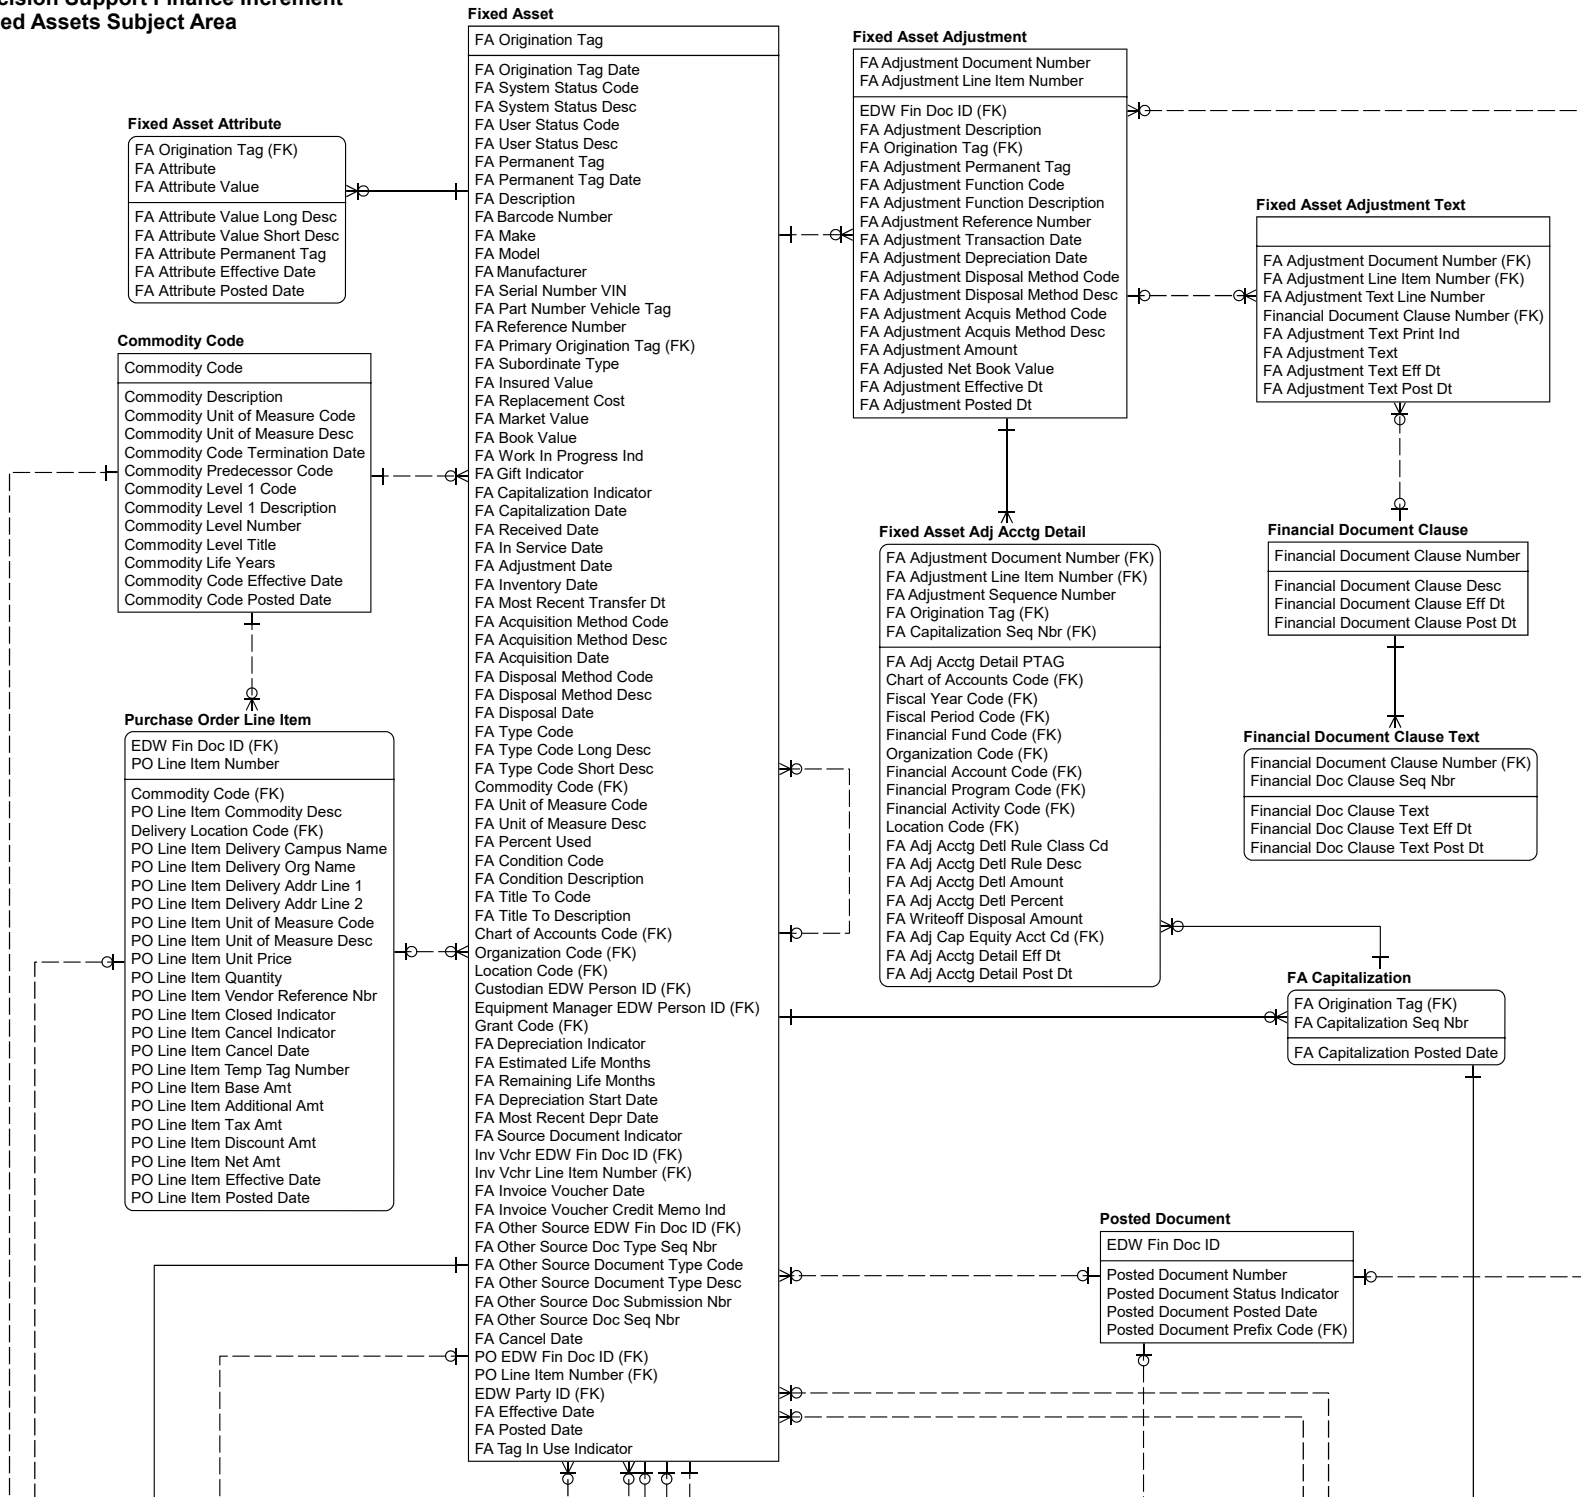 cision Support Finance Increment
ed Assets Subject Area
Fixed Asset
FA Origination Tag
FA Origination Tag Date
FA System Status Code
FA System Status Desc
FA User Status Code
FA User Status Desc
FA Permanent Tag
FA Permanent Tag Date
FA Description
FA Barcode Number
FA Make
FA Model
FA Manufacturer
FA Serial Number VIN
FA Part Number Vehicle Tag
FA Reference Number
FA Primary Origination Tag (FK)
FA Subordinate Type
FA Insured Value
FA Replacement Cost
FA Market Value
FA Book Value
FA Work In Progress Ind
FA Gift Indicator
FA Capitalization Indicator
FA Capitalization Date
FA Received Date
FA In Service Date
FA Adjustment Date
FA Inventory Date
FA Most Recent Transfer Dt
FA Acquisition Method Code
FA Acquisition Method Desc
FA Acquisition Date
FA Disposal Method Code
FA Disposal Method Desc
FA Disposal Date
FA Type Code
FA Type Code Long Desc
FA Type Code Short Desc
Commodity Code (FK)
FA Unit of Measure Code
FA Unit of Measure Desc
FA Percent Used
FA Condition Code
FA Condition Description
FA Title To Code
FA Title To Description
Chart of Accounts Code (FK)
Organization Code (FK)
Location Code (FK)
Custodian EDW Person ID (FK)
Equipment Manager EDW Person ID (FK)
Grant Code (FK)
FA Depreciation Indicator
FA Estimated Life Months
FA Remaining Life Months
FA Depreciation Start Date
FA Most Recent Depr Date
FA Source Document Indicator
Inv Vchr EDW Fin Doc ID (FK)
Inv Vchr Line Item Number (FK)
FA Invoice Voucher Date
FA Invoice Voucher Credit Memo Ind
FA Other Source EDW Fin Doc ID (FK)
FA Other Source Doc Type Seq Nbr
FA Other Source Document Type Code
FA Other Source Document Type Desc
FA Other Source Doc Submission Nbr
FA Other Source Doc Seq Nbr
FA Cancel Date
PO EDW Fin Doc ID (FK)
PO Line Item Number (FK)
EDW Party ID (FK)
FA Effective Date
FA Posted Date
FA Tag In Use Indicator
Fixed Asset Attribute
FA Origination Tag (FK)
FA Attribute
FA Attribute Value
FA Attribute Value Long Desc
FA Attribute Value Short Desc
FA Attribute Permanent Tag
FA Attribute Effective Date
FA Attribute Posted Date
Commodity Code
Commodity Code
Commodity Description
Commodity Unit of Measure Code
Commodity Unit of Measure Desc
Commodity Code Termination Date
Commodity Predecessor Code
Commodity Level 1 Code
Commodity Level 1 Description
Commodity Level Number
Commodity Level Title
Commodity Life Years
Commodity Code Effective Date
Commodity Code Posted Date
Purchase Order Line Item
EDW Fin Doc ID (FK)
PO Line Item Number
Commodity Code (FK)
PO Line Item Commodity Desc
Delivery Location Code (FK)
PO Line Item Delivery Campus Name
PO Line Item Delivery Org Name
PO Line Item Delivery Addr Line 1
PO Line Item Delivery Addr Line 2
PO Line Item Unit of Measure Code
PO Line Item Unit of Measure Desc
PO Line Item Unit Price
PO Line Item Quantity
PO Line Item Vendor Reference Nbr
PO Line Item Closed Indicator
PO Line Item Cancel Indicator
PO Line Item Cancel Date
PO Line Item Temp Tag Number
PO Line Item Base Amt
PO Line Item Additional Amt
PO Line Item Tax Amt
PO Line Item Discount Amt
PO Line Item Net Amt
PO Line Item Effective Date
PO Line Item Posted Date
Fixed Asset Adjustment
FA Adjustment Document Number
FA Adjustment Line Item Number
EDW Fin Doc ID (FK)
FA Adjustment Description
FA Origination Tag (FK)
FA Adjustment Permanent Tag
FA Adjustment Function Code
FA Adjustment Function Description
FA Adjustment Reference Number
FA Adjustment Transaction Date
FA Adjustment Depreciation Date
FA Adjustment Disposal Method Code
FA Adjustment Disposal Method Desc
FA Adjustment Acquis Method Code
FA Adjustment Acquis Method Desc
FA Adjustment Amount
FA Adjusted Net Book Value
FA Adjustment Effective Dt
FA Adjustment Posted Dt
Fixed Asset Adjustment Text
FA Adjustment Document Number (FK)
FA Adjustment Line Item Number (FK)
FA Adjustment Text Line Number
Financial Document Clause Number (FK)
FA Adjustment Text Print Ind
FA Adjustment Text
FA Adjustment Text Eff Dt
FA Adjustment Text Post Dt
Fixed Asset Adj Acctg Detail
FA Adjustment Document Number (FK)
FA Adjustment Line Item Number (FK)
FA Adjustment Sequence Number
FA Origination Tag (FK)
FA Capitalization Seq Nbr (FK)
FA Adj Acctg Detail PTAG
Chart of Accounts Code (FK)
Fiscal Year Code (FK)
Fiscal Period Code (FK)
Financial Fund Code (FK)
Organization Code (FK)
Financial Account Code (FK)
Financial Program Code (FK)
Financial Activity Code (FK)
Location Code (FK)
FA Adj Acctg Detl Rule Class Cd
FA Adj Acctg Detl Rule Desc
FA Adj Acctg Detl Amount
FA Adj Acctg Detl Percent
FA Writeoff Disposal Amount
FA Adj Cap Equity Acct Cd (FK)
FA Adj Acctg Detail Eff Dt
FA Adj Acctg Detail Post Dt
Financial Document Clause
Financial Document Clause Number
Financial Document Clause Desc
Financial Document Clause Eff Dt
Financial Document Clause Post Dt
Financial Document Clause Text
Financial Document Clause Number (FK)
Financial Doc Clause Seq Nbr
Financial Doc Clause Text
Financial Doc Clause Text Eff Dt
Financial Doc Clause Text Post Dt
FA Capitalization
FA Origination Tag (FK)
FA Capitalization Seq Nbr
FA Capitalization Posted Date
Posted Document
EDW Fin Doc ID
Posted Document Number
Posted Document Status Indicator
Posted Document Posted Date
Posted Document Prefix Code (FK)